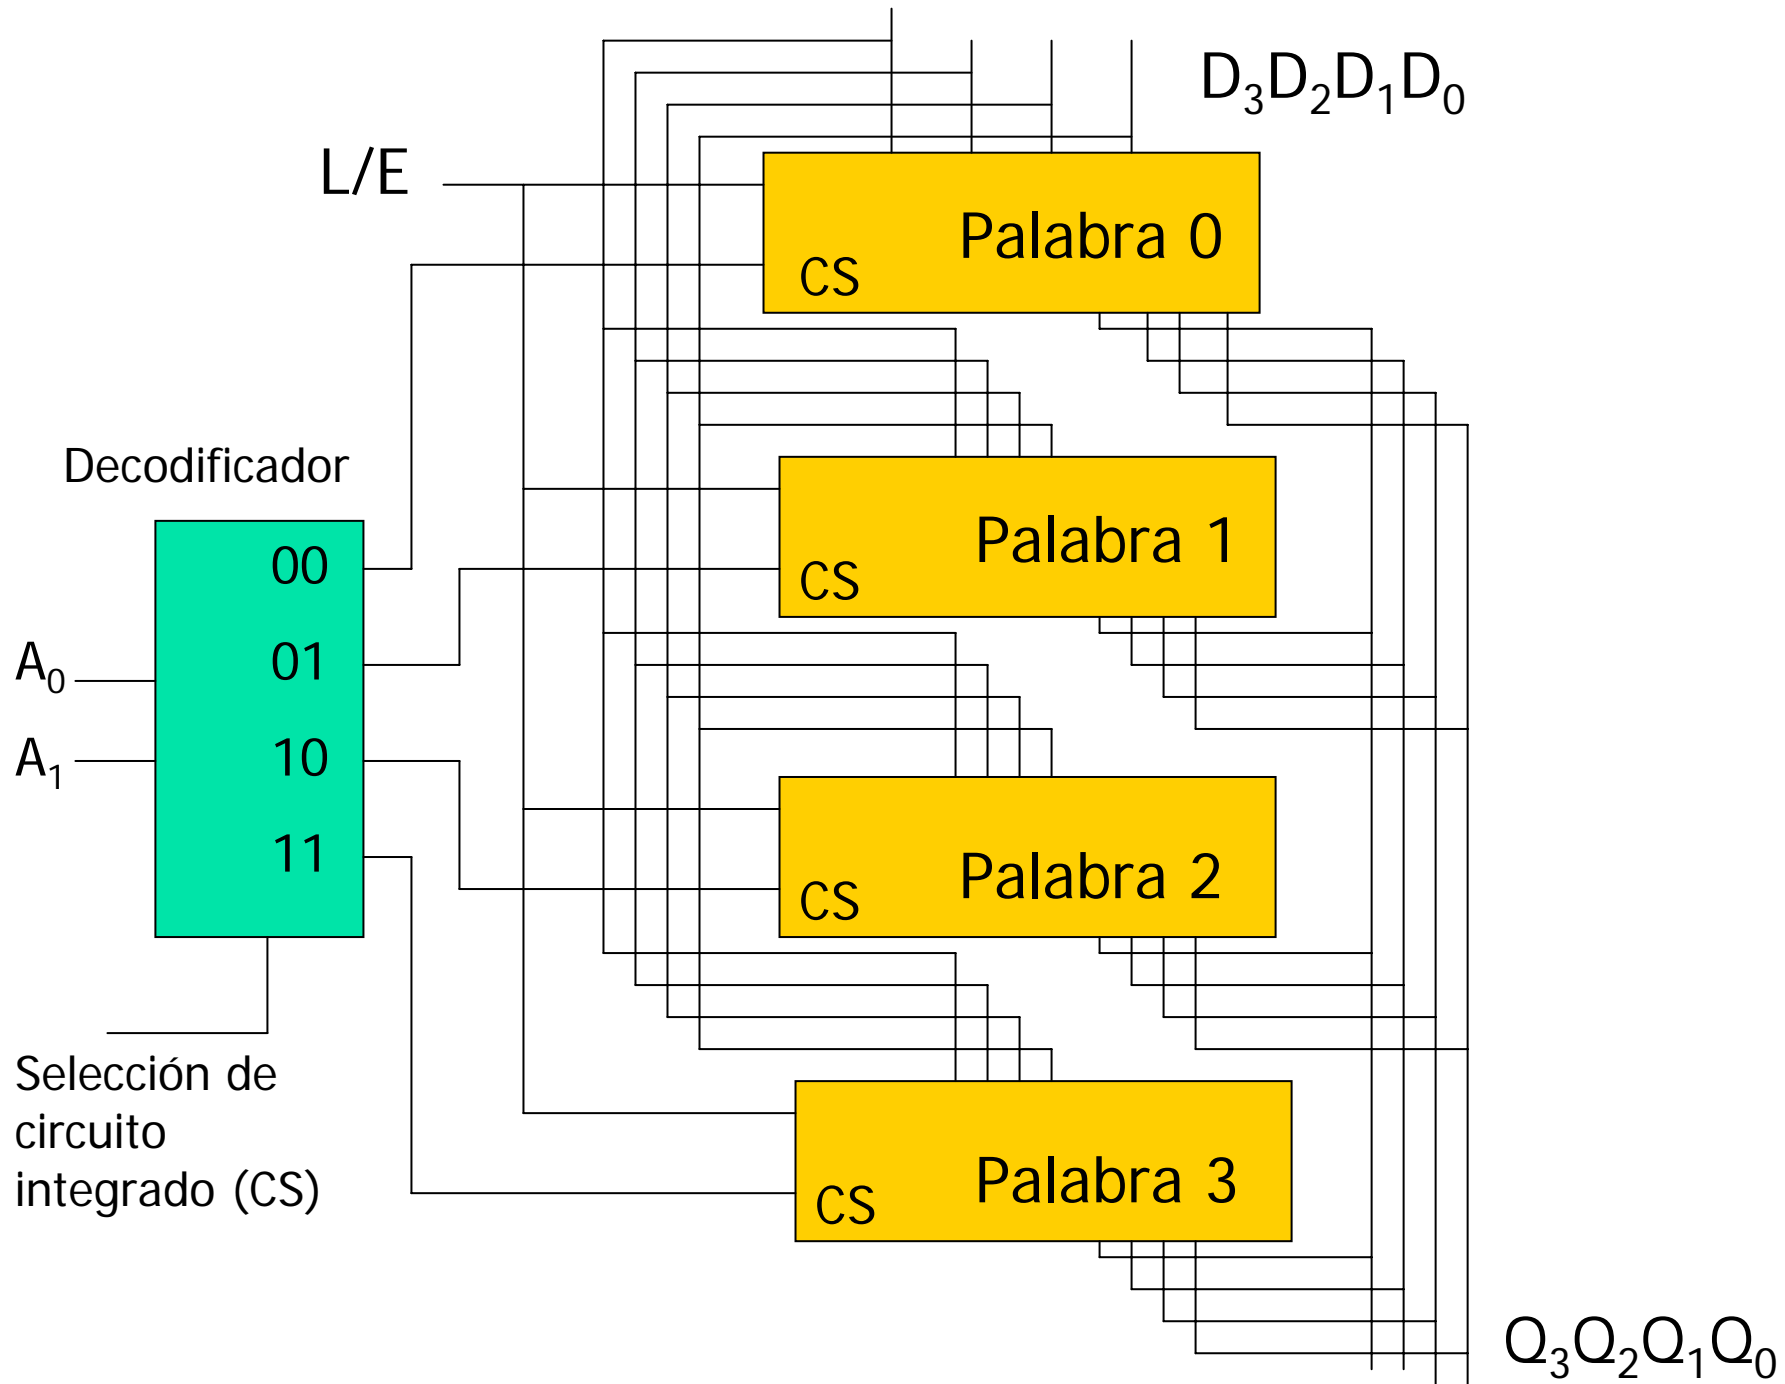 D₃D₂D₁D₀
L/E
Palabra 0
CS
Decodificador
00
01
10
11
A₀
A₁
Palabra 1
CS
Palabra 2
CS
Selección de
circuito
integrado (CS)
Palabra 3
CS
Q₃Q₂Q₁Q₀